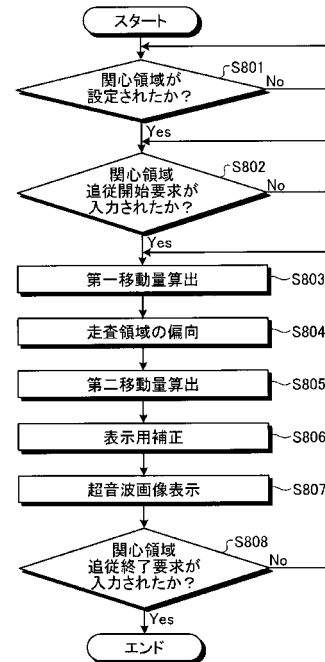 スタート
S801
関心領域が
設定されたか？
No
Yes
S802
関心領域
追従開始要求が
入力されたか？
No
Yes
第一移動量算出
S803
走査領域の偏向
S804
第二移動量算出
S805
表示用補正
S806
超音波画像表示
S807
S808
関心領域
追従終了要求が
入力されたか？
No
Yes
エンド